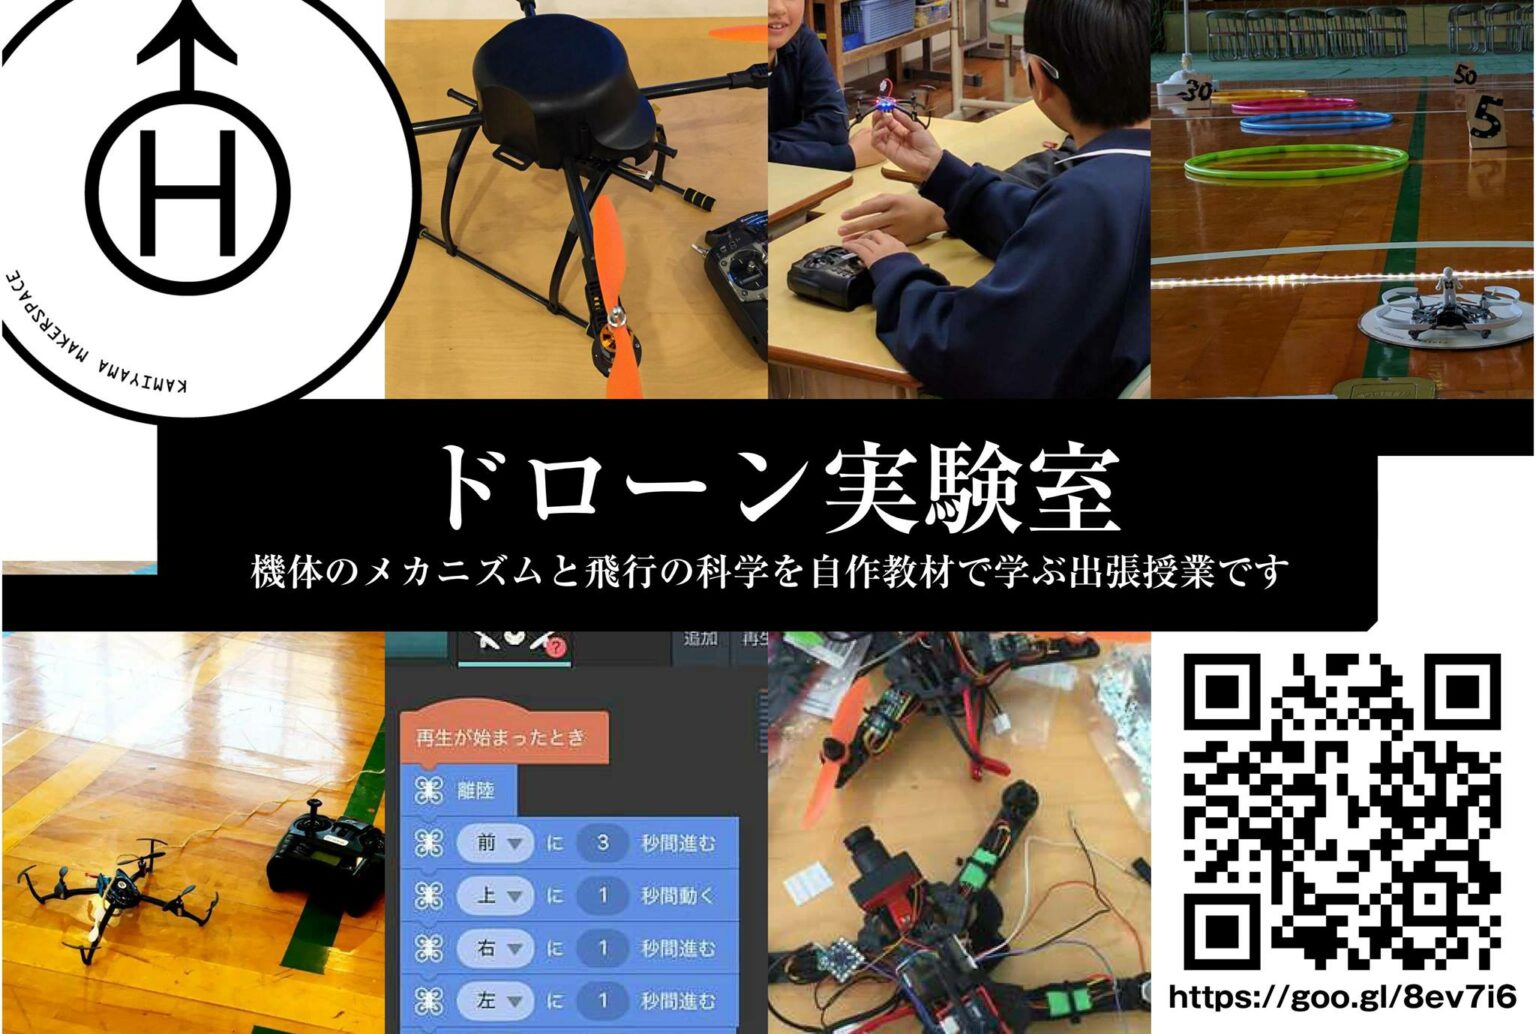 H
KAMIYAMA MAKERSPACE
-30
50
5
ドローン実験室
機体のメカニズムと飛行の科学を自作教材で学ぶ出張授業です
?
追加
再生
再生が始まったとき
離陸
前 に 3 秒間進む
上 に 1 秒間動く
右 に 1 秒間進む
左 に 1 秒間進む
https://goo.gl/8ev7i6